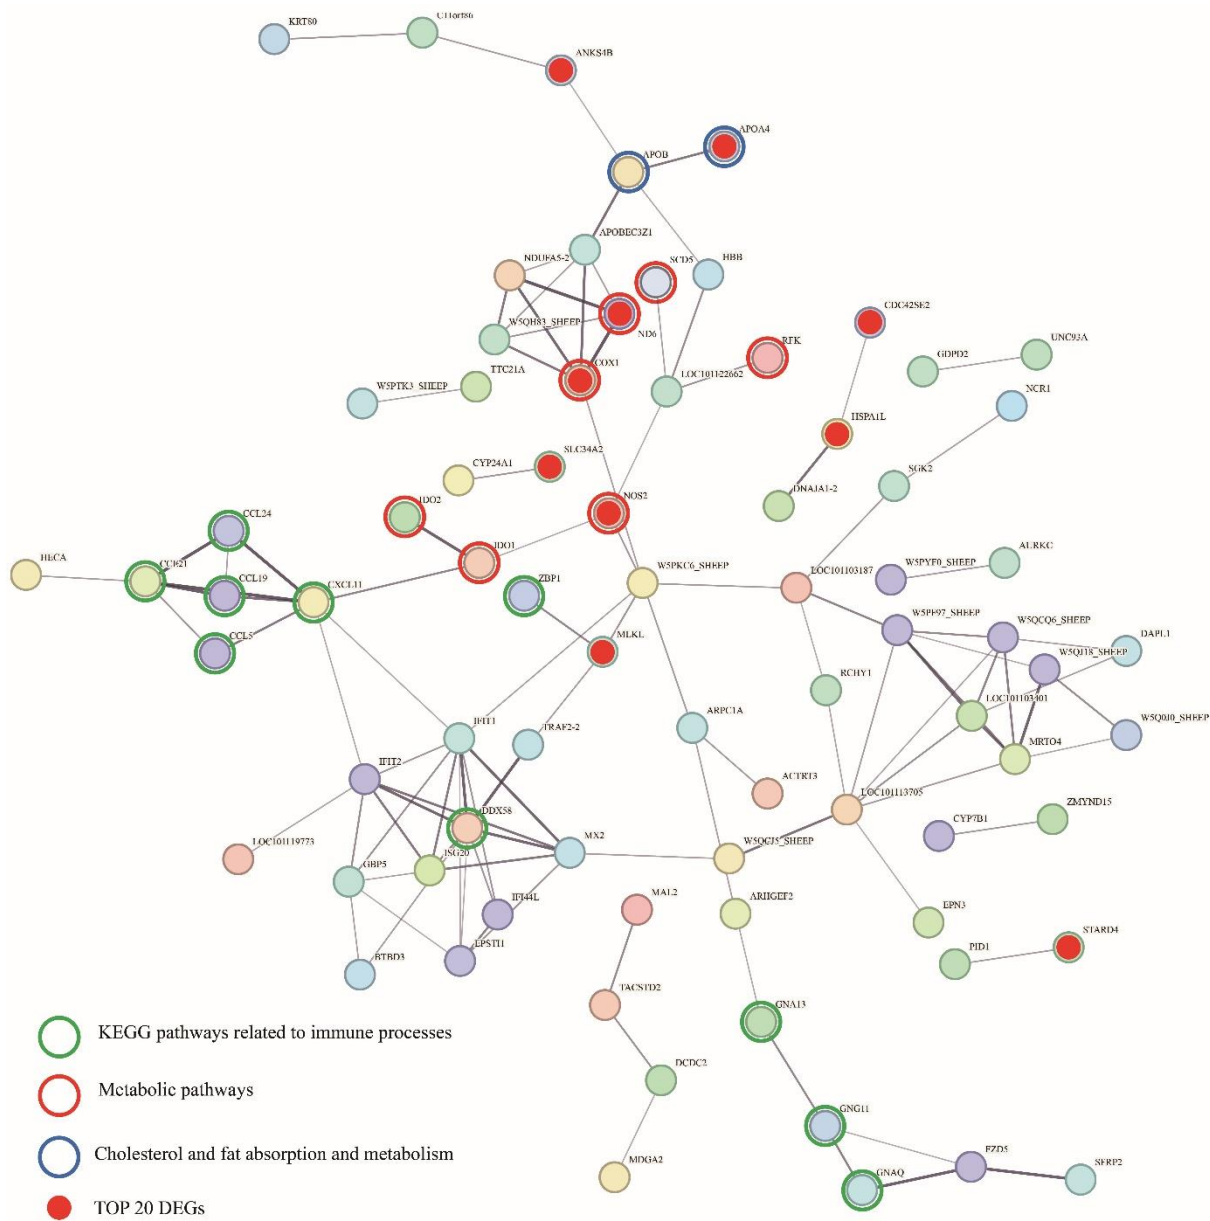 KRT80
C11orf86
ANKS4B
APOA4
APOB
APOBEC3Z1
NDUFA5-2
SCD5
HBB
CDC42SE2
W5QH83_SHEEP
ND6
RFK
UNC93A
GDPD2
COX1
LOC101122662
TTC21A
W5PTK3_SHEEP
NCR1
HSPA1L
SLC34A2
CYP24A1
SGK2
DNAJA1-2
IDO2
NOS2
CCL24
IDO1
W5PKC6_SHEEP
LOC101103187
W5PYF0_SHEEP
AURKC
HECA
CCL21
CCL19
CXCL11
ZBP1
CCL5
MLKL
W5PF97_SHEEP
W5QCQ6_SHEEP
DAPL1
W5QJ18_SHEEP
RCHY1
LOC101103401
W5Q0J0_SHEEP
IFIT1
TRAF2-2
ARPC1A
MRTO4
IFIT2
ACTRT3
LOC101113705
DDX58
ZMYND15
CYP7B1
LOC101119773
ISG20
MX2
W5QGJ5_SHEEP
GBP5
IFI44L
MAL2
ARHGEF2
EPN3
STARD4
EPSTI1
BTBD3
PID1
TACSTD2
GNA13
DCDC2
GNG11
MDGA2
GNAQ
FZD5
SFRP2
KEGG pathways related to immune processes
Metabolic pathways
Cholesterol and fat absorption and metabolism
TOP 20 DEGs